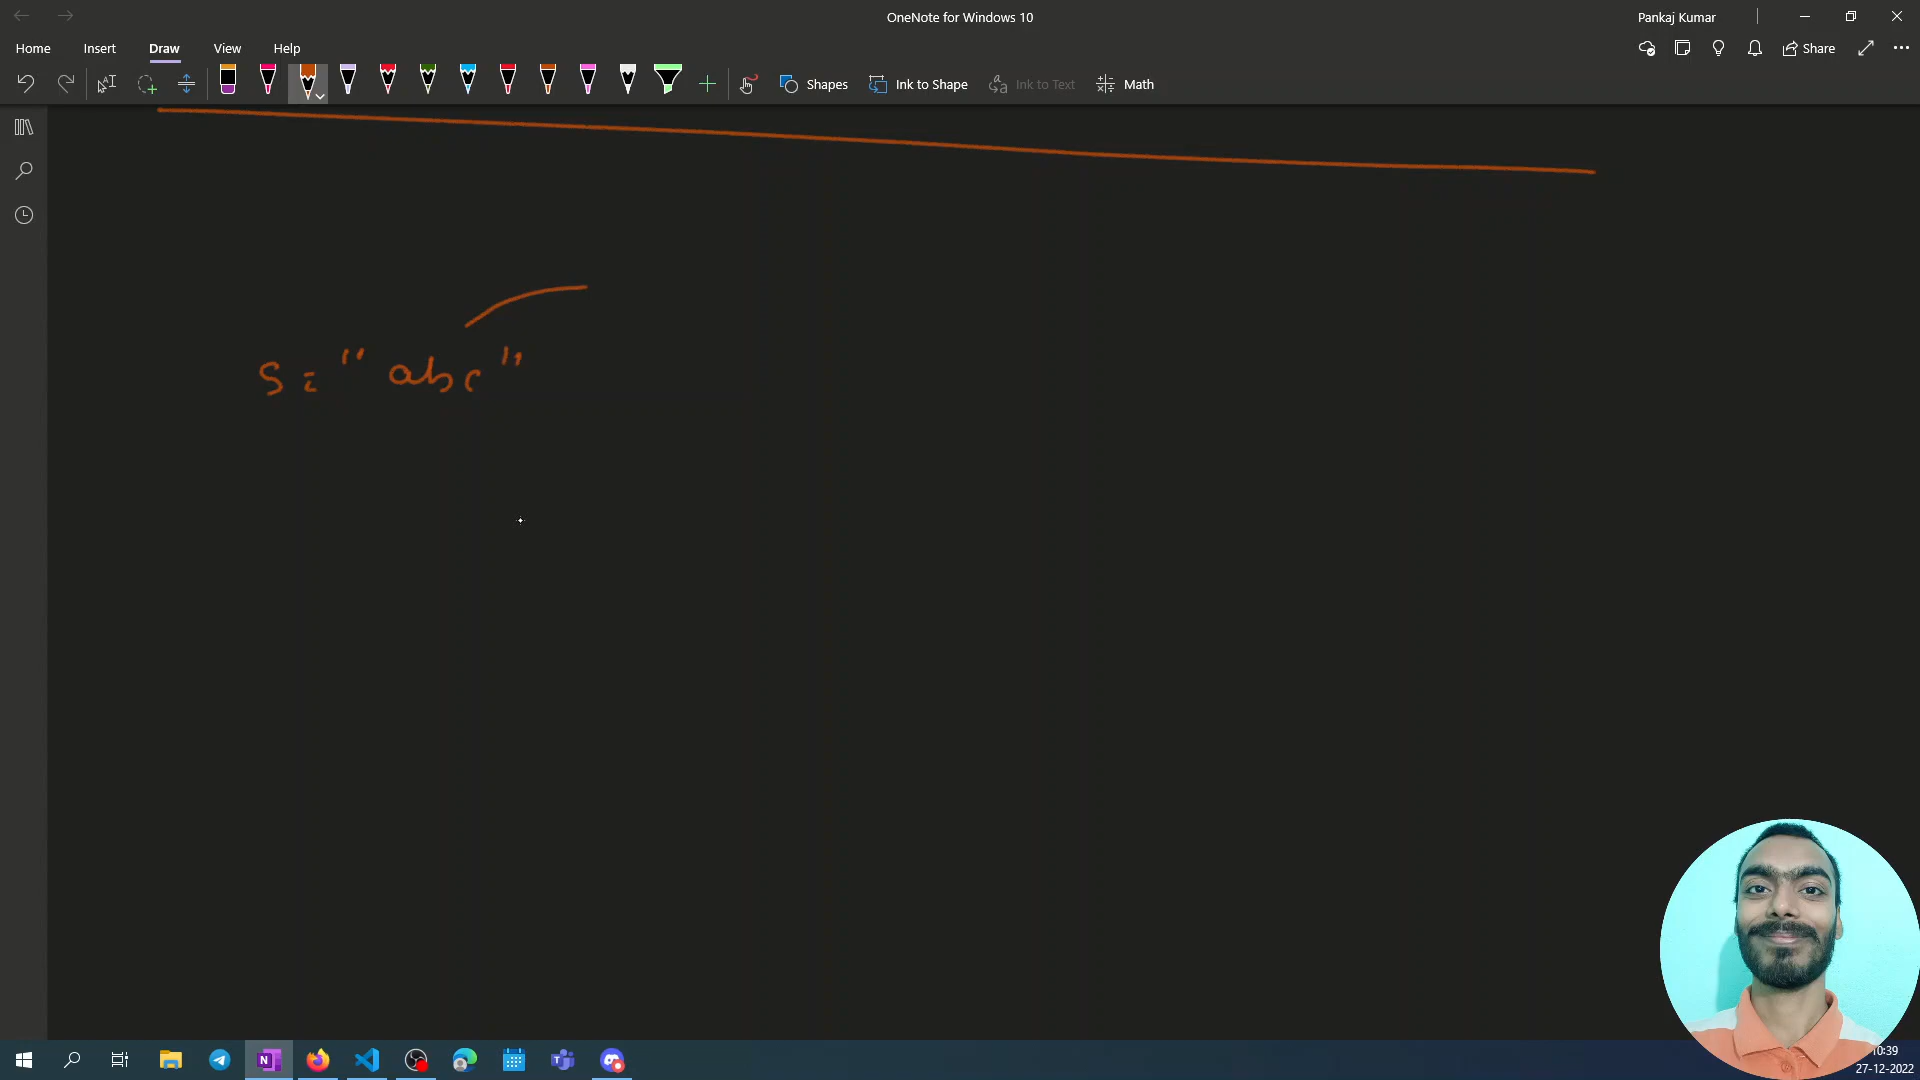 OneNote for Windows 10
Pankaj Kumar
Home Insert Draw View Help
Share
Shapes Ink to Shape Ink to Text Math
S = " abc "
10:39
27-12-2022